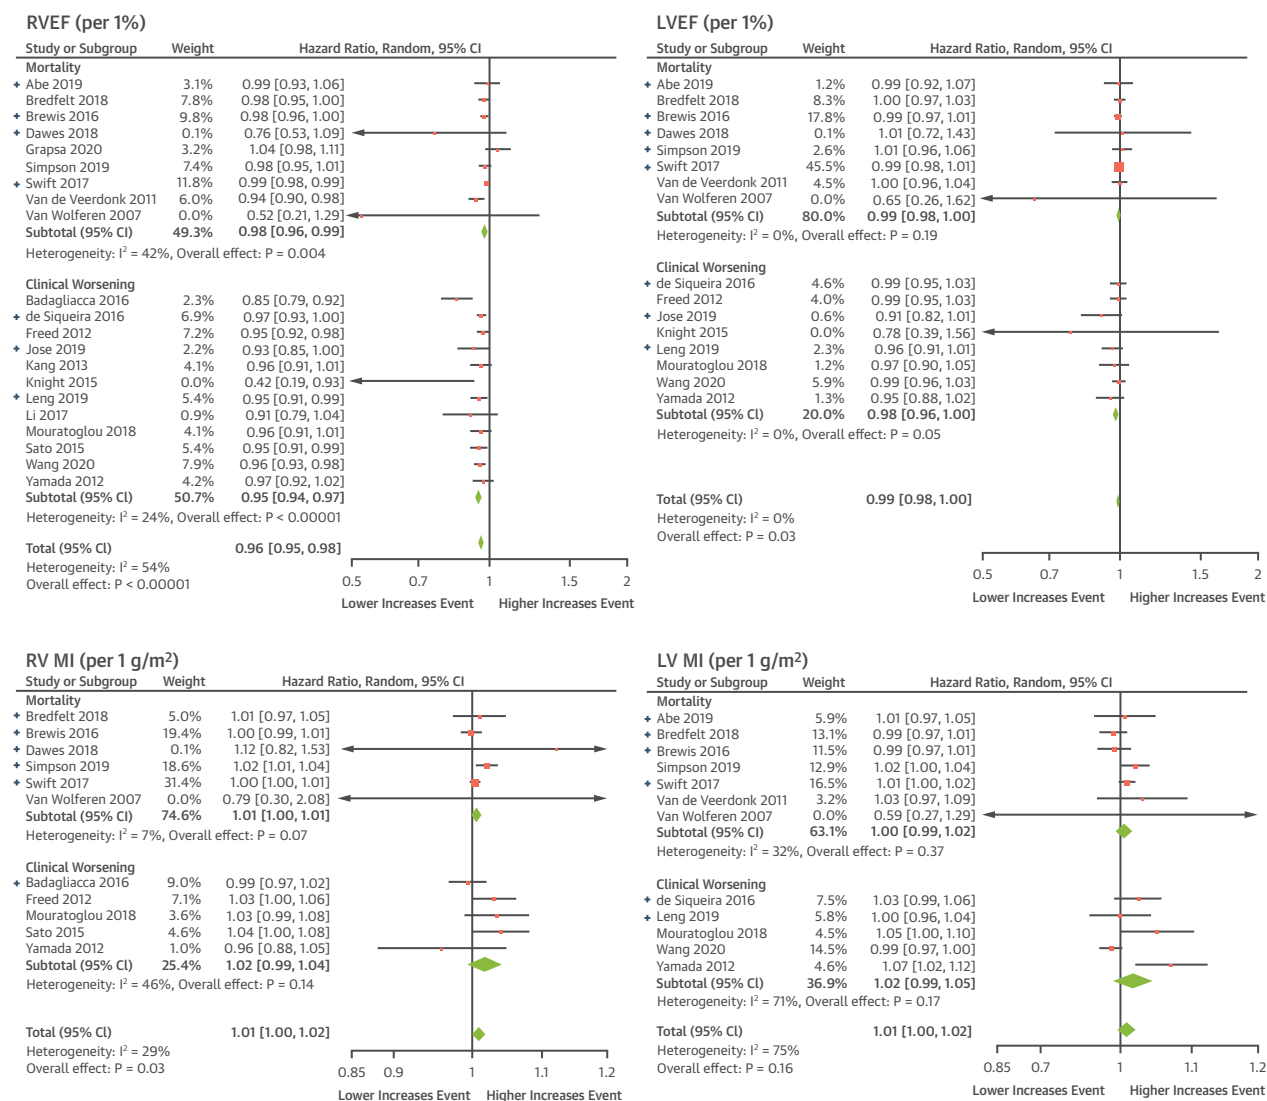 RVEF (per 1%)
Study or Subgroup Weight Hazard Ratio, Random, 95% CI
Mortality
+ Abe 2019 3.1% 0.99 [0.93, 1.06]
Bredfelt 2018 7.8% 0.98 [0.95, 1.00]
+ Brewis 2016 9.8% 0.98 [0.96, 1.00]
+ Dawes 2018 0.1% 0.76 [0.53, 1.09]
Grapsa 2020 3.2% 1.04 [0.98, 1.11]
Simpson 2019 7.4% 0.98 [0.95, 1.01]
+ Swift 2017 11.8% 0.99 [0.98, 0.99]
Van de Veerdonk 2011 6.0% 0.94 [0.90, 0.98]
Van Wolferen 2007 0.0% 0.52 [0.21, 1.29]
Subtotal (95% CI) 49.3% 0.98 [0.96, 0.99]
Heterogeneity: I² = 42%, Overall effect: P = 0.004
Clinical Worsening
Badagliacca 2016 2.3% 0.85 [0.79, 0.92]
+ de Siqueira 2016 6.9% 0.97 [0.93, 1.00]
Freed 2012 7.2% 0.95 [0.92, 0.98]
+ Jose 2019 2.2% 0.93 [0.85, 1.00]
Kang 2013 4.1% 0.96 [0.91, 1.01]
Knight 2015 0.0% 0.42 [0.19, 0.93]
+ Leng 2019 5.4% 0.95 [0.91, 0.99]
Li 2017 0.9% 0.91 [0.79, 1.04]
Mouratoglou 2018 4.1% 0.96 [0.91, 1.01]
Sato 2015 5.4% 0.95 [0.91, 0.99]
Wang 2020 7.9% 0.96 [0.93, 0.98]
Yamada 2012 4.2% 0.97 [0.92, 1.02]
Subtotal (95% CI) 50.7% 0.95 [0.94, 0.97]
Heterogeneity: I² = 24%, Overall effect: P < 0.00001
Total (95% CI) 0.96 [0.95, 0.98]
Heterogeneity: I² = 54%
Overall effect: P < 0.00001
0.5 0.7 1 1.5 2
Lower Increases Event Higher Increases Event
LVEF (per 1%)
Study or Subgroup Weight Hazard Ratio, Random, 95% CI
Mortality
+ Abe 2019 1.2% 0.99 [0.92, 1.07]
Bredfelt 2018 8.3% 1.00 [0.97, 1.03]
+ Brewis 2016 17.8% 0.99 [0.97, 1.01]
+ Dawes 2018 0.1% 1.01 [0.72, 1.43]
+ Simpson 2019 2.6% 1.01 [0.96, 1.06]
+ Swift 2017 45.5% 0.99 [0.98, 1.01]
Van de Veerdonk 2011 4.5% 1.00 [0.96, 1.04]
Van Wolferen 2007 0.0% 0.65 [0.26, 1.62]
Subtotal (95% CI) 80.0% 0.99 [0.98, 1.00]
Heterogeneity: I² = 0%, Overall effect: P = 0.19
Clinical Worsening
+ de Siqueira 2016 4.6% 0.99 [0.95, 1.03]
Freed 2012 4.0% 0.99 [0.95, 1.03]
+ Jose 2019 0.6% 0.91 [0.82, 1.01]
Knight 2015 0.0% 0.78 [0.39, 1.56]
+ Leng 2019 2.3% 0.96 [0.91, 1.01]
Mouratoglou 2018 1.2% 0.97 [0.90, 1.05]
Wang 2020 5.9% 0.99 [0.96, 1.03]
Yamada 2012 1.3% 0.95 [0.88, 1.02]
Subtotal (95% CI) 20.0% 0.98 [0.96, 1.00]
Heterogeneity: I² = 0%, Overall effect: P = 0.05
Total (95% CI) 0.99 [0.98, 1.00]
Heterogeneity: I² = 0%
Overall effect: P = 0.03
0.5 0.7 1 1.5 2
Lower Increases Event Higher Increases Event
RV MI (per 1 g/m²)
Study or Subgroup Weight Hazard Ratio, Random, 95% CI
Mortality
+ Bredfelt 2018 5.0% 1.01 [0.97, 1.05]
+ Brewis 2016 19.4% 1.00 [0.99, 1.01]
+ Dawes 2018 0.1% 1.12 [0.82, 1.53]
+ Simpson 2019 18.6% 1.02 [1.01, 1.04]
+ Swift 2017 31.4% 1.00 [1.00, 1.01]
Van Wolferen 2007 0.0% 0.79 [0.30, 2.08]
Subtotal (95% CI) 74.6% 1.01 [1.00, 1.01]
Heterogeneity: I² = 7%, Overall effect: P = 0.07
Clinical Worsening
+ Badagliacca 2016 9.0% 0.99 [0.97, 1.02]
Freed 2012 7.1% 1.03 [1.00, 1.06]
Mouratoglou 2018 3.6% 1.03 [0.99, 1.08]
Sato 2015 4.6% 1.04 [1.00, 1.08]
Yamada 2012 1.0% 0.96 [0.88, 1.05]
Subtotal (95% CI) 25.4% 1.02 [0.99, 1.04]
Heterogeneity: I² = 46%, Overall effect: P = 0.14
Total (95% CI) 1.01 [1.00, 1.02]
Heterogeneity: I² = 29%
Overall effect: P = 0.03
0.85 0.9 1 1.1 1.2
Lower Increases Event Higher Increases Event
LV MI (per 1 g/m²)
Study or Subgroup Weight Hazard Ratio, Random, 95% CI
Mortality
+ Abe 2019 5.9% 1.01 [0.97, 1.05]
+ Bredfelt 2018 13.1% 0.99 [0.97, 1.01]
+ Brewis 2016 11.5% 0.99 [0.97, 1.01]
Simpson 2019 12.9% 1.02 [1.00, 1.04]
+ Swift 2017 16.5% 1.01 [1.00, 1.02]
Van de Veerdonk 2011 3.2% 1.03 [0.97, 1.09]
Van Wolferen 2007 0.0% 0.59 [0.27, 1.29]
Subtotal (95% CI) 63.1% 1.00 [0.99, 1.02]
Heterogeneity: I² = 32%, Overall effect: P = 0.37
Clinical Worsening
+ de Siqueira 2016 7.5% 1.03 [0.99, 1.06]
+ Leng 2019 5.8% 1.00 [0.96, 1.04]
Mouratoglou 2018 4.5% 1.05 [1.00, 1.10]
Wang 2020 14.5% 0.99 [0.97, 1.00]
Yamada 2012 4.6% 1.07 [1.02, 1.12]
Subtotal (95% CI) 36.9% 1.02 [0.99, 1.05]
Heterogeneity: I² = 71%, Overall effect: P = 0.17
Total (95% CI) 1.01 [1.00, 1.02]
Heterogeneity: I² = 75%
Overall effect: P = 0.16
0.85 0.7 1 1.1 1.2
Lower Increases Event Higher Increases Event